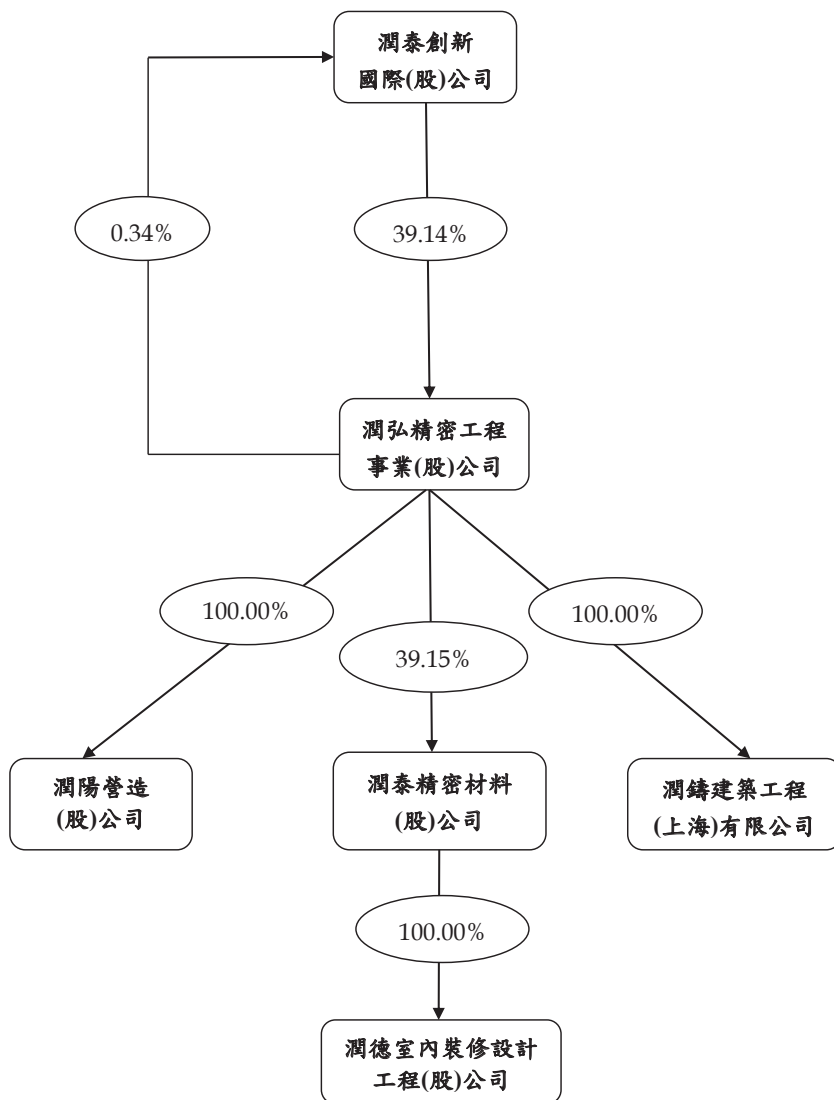 潤泰創新
國際(股)公司
0.34%
39.14%
潤弘精密工程
事業(股)公司
100.00%
39.15%
100.00%
潤陽營造
(股)公司
潤泰精密材料
(股)公司
潤鑄建築工程
(上海)有限公司
100.00%
潤德室內裝修設計
工程(股)公司